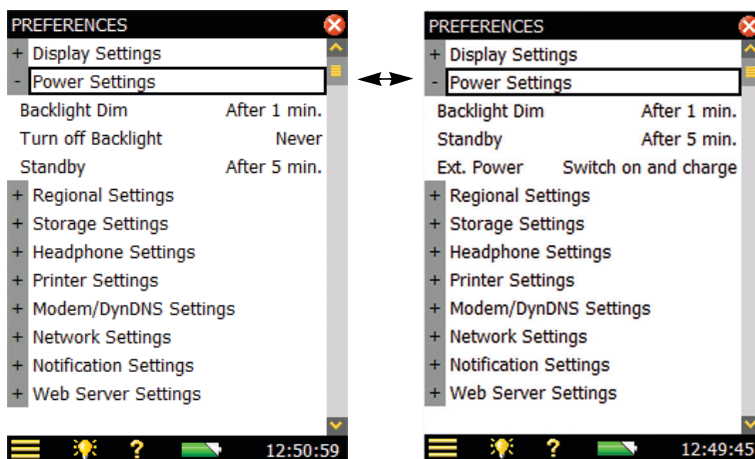 PREFERENCES
+ Display Settings
- Power Settings
Backlight Dim After 1 min.
Turn off Backlight Never
Standby After 5 min.
+ Regional Settings
+ Storage Settings
+ Headphone Settings
+ Printer Settings
+ Modem/DynDNS Settings
+ Network Settings
+ Notification Settings
+ Web Server Settings
? 12:50:59
PREFERENCES
+ Display Settings
- Power Settings
Backlight Dim After 1 min.
Standby After 5 min.
Ext. Power Switch on and charge
+ Regional Settings
+ Storage Settings
+ Headphone Settings
+ Printer Settings
+ Modem/DynDNS Settings
+ Network Settings
+ Notification Settings
+ Web Server Settings
? 12:49:45